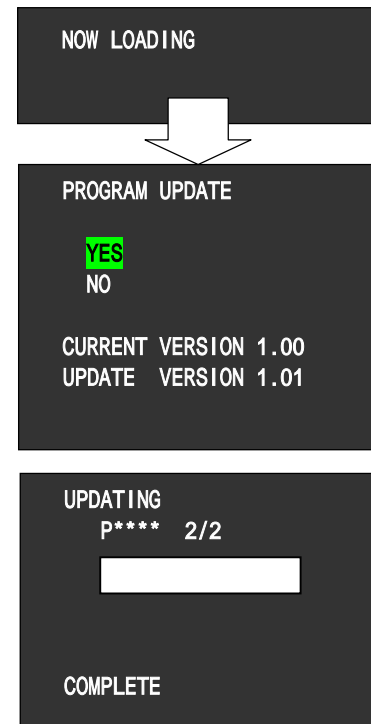 NOW LOADING
PROGRAM UPDATE
YES
NO
CURRENT VERSION 1.00
UPDATE VERSION 1.01
UPDATING
P**** 2/2
COMPLETE